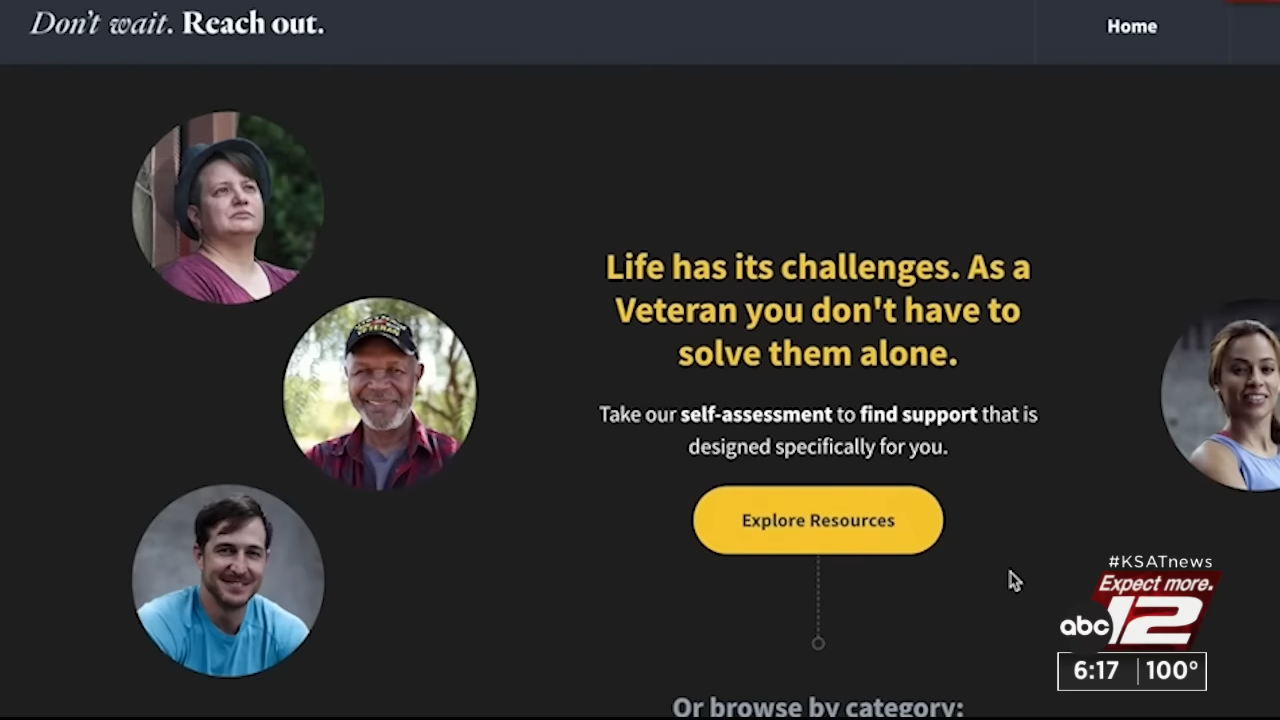 Don't wait. Reach out.
Home
Life has its challenges. As a
Veteran you don't have to
solve them alone.
Take our self-assessment to find support that is
designed specifically for you.
Explore Resources
Or browse by category:
#KSATnews
Expect more.
abc 12
6:17 100°
VETERAN